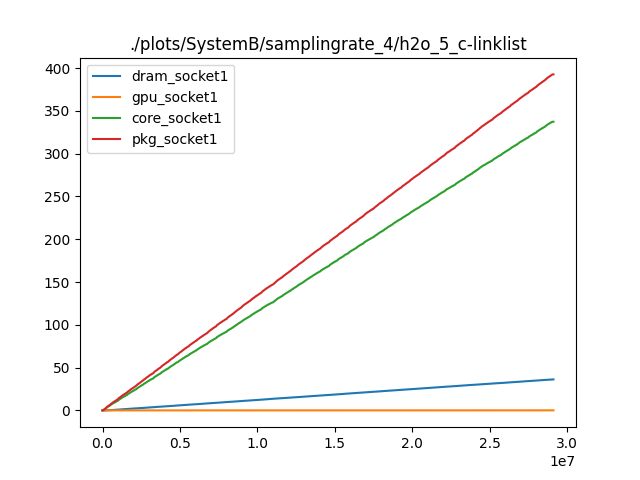 ./plots/SystemB/samplingrate_4/h2o_5_c-linklist
dram_socket1
gpu_socket1
core_socket1
pkg_socket1
400
350
300
250
200
150
100
50
0
0.0 0.5 1.0 1.5 2.0 2.5 3.0
1e7